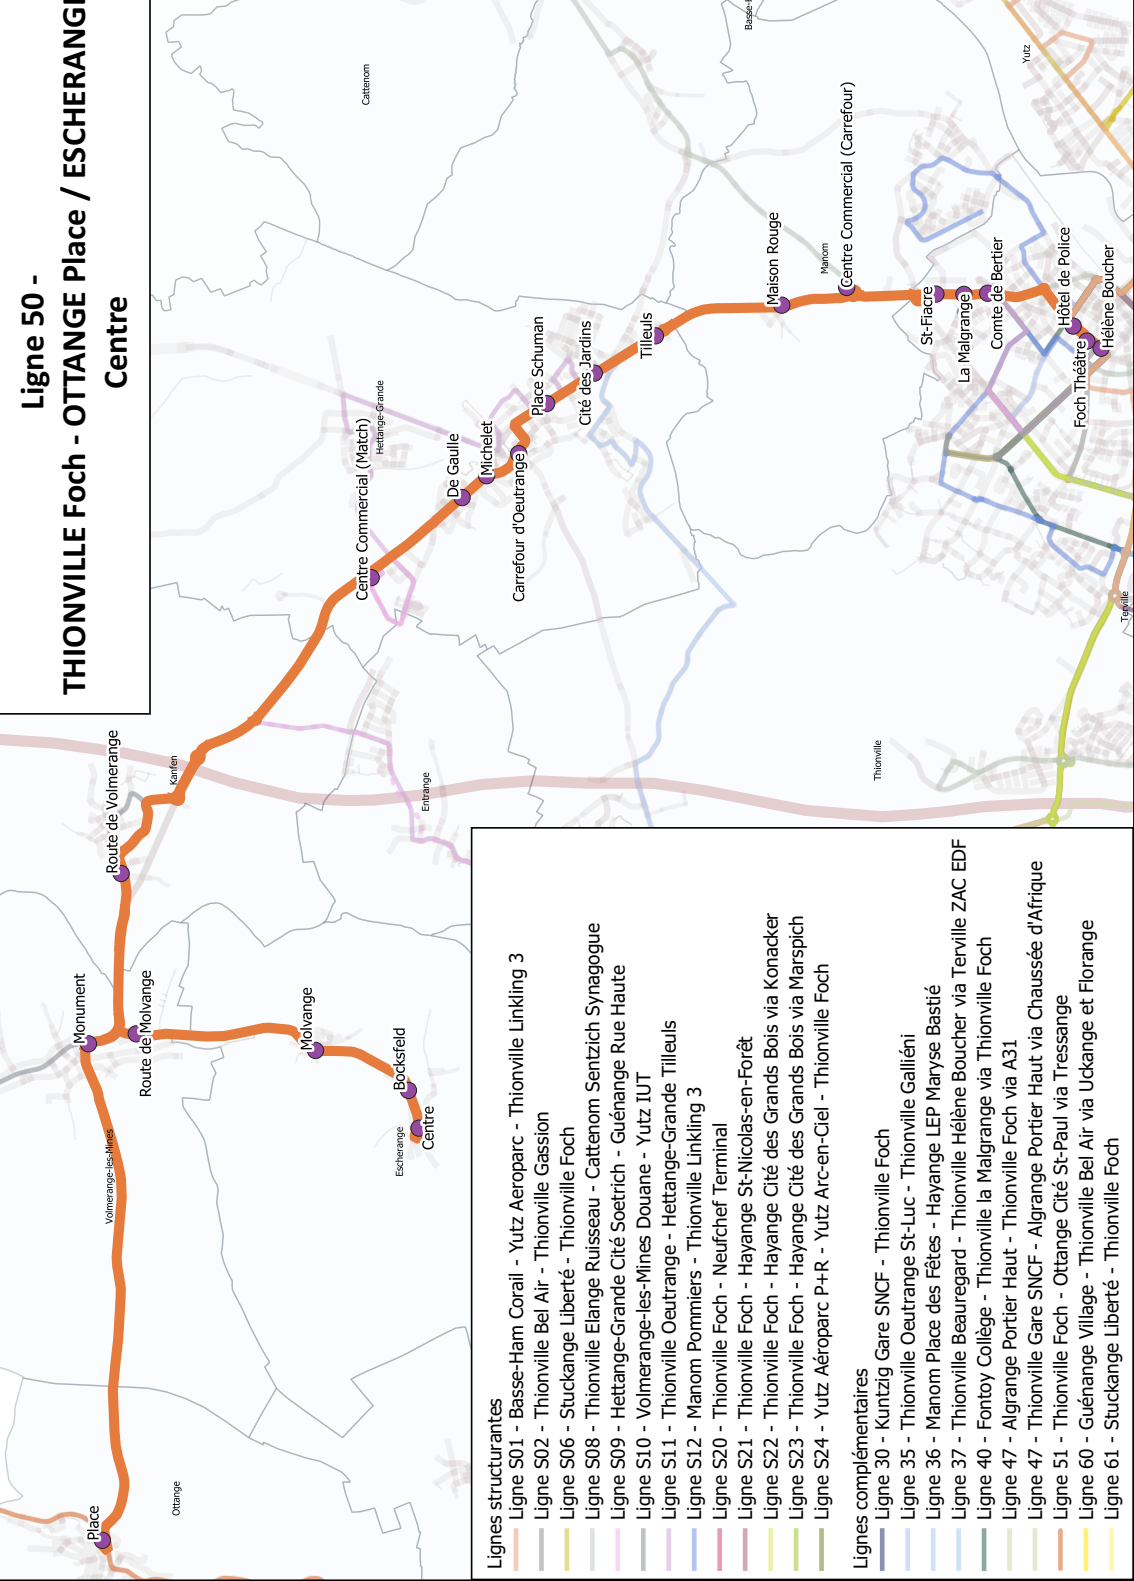 Ligne 50 -
THIONVILLE Foch - OTTANGE Place / ESCHERANGE
Centre
Cattenom
Yutz
Hettange-Grande
Manom
Kanfen
Entrange
Thionville
Terville
Volmerange-les-Mines
Escherange
Ottange
Place
Monument
Route de Molvange
Molvange
Bocksfeld
Centre
Route de Volmerange
Centre Commercial (Match)
De Gaulle
Michelet
Carrefour d'Oeutrange
Place Schuman
Cité des Jardins
Tilleuls
Maison Rouge
Centre Commercial (Carrefour)
St-Fiacre
La Malgrange
Comte de Bertier
Hôtel de Police
Foch Théâtre
Hélène Boucher
Lignes structurantes
Ligne S01 - Basse-Ham Corail - Yutz Aeroparc - Thionville Linkling 3
Ligne S02 - Thionville Bel Air - Thionville Gassion
Ligne S06 - Stuckange Liberté - Thionville Foch
Ligne S08 - Thionville Elange Ruisseau - Cattenom Sentzich Synagogue
Ligne S09 - Hettange-Grande Cité Soetrich - Guénange Rue Haute
Ligne S10 - Volmerange-les-Mines Douane - Yutz IUT
Ligne S11 - Thionville Oeutrange - Hettange-Grande Tilleuls
Ligne S12 - Manom Pommiers - Thionville Linkling 3
Ligne S20 - Thionville Foch - Neufchef Terminal
Ligne S21 - Thionville Foch - Hayange St-Nicolas-en-Forêt
Ligne S22 - Thionville Foch - Hayange Cité des Grands Bois via Konacker
Ligne S23 - Thionville Foch - Hayange Cité des Grands Bois via Marspich
Ligne S24 - Yutz Aéroparc P+R - Yutz Arc-en-Ciel - Thionville Foch
Lignes complémentaires
Ligne 30 - Kuntzig Gare SNCF - Thionville Foch
Ligne 35 - Thionville Oeutrange St-Luc - Thionville Galliéni
Ligne 36 - Manom Place des Fêtes - Hayange LEP Maryse Bastié
Ligne 37 - Thionville Beauregard - Thionville Hélène Boucher via Terville ZAC EDF
Ligne 40 - Fontoy Collège - Thionville la Malgrange via Thionville Foch
Ligne 47 - Algrange Portier Haut - Thionville Foch via A31
Ligne 47 - Thionville Gare SNCF - Algrange Portier Haut via Chaussée d'Afrique
Ligne 51 - Thionville Foch - Ottange Cité St-Paul via Tressange
Ligne 60 - Guénange Village - Thionville Bel Air via Uckange et Florange
Ligne 61 - Stuckange Liberté - Thionville Foch